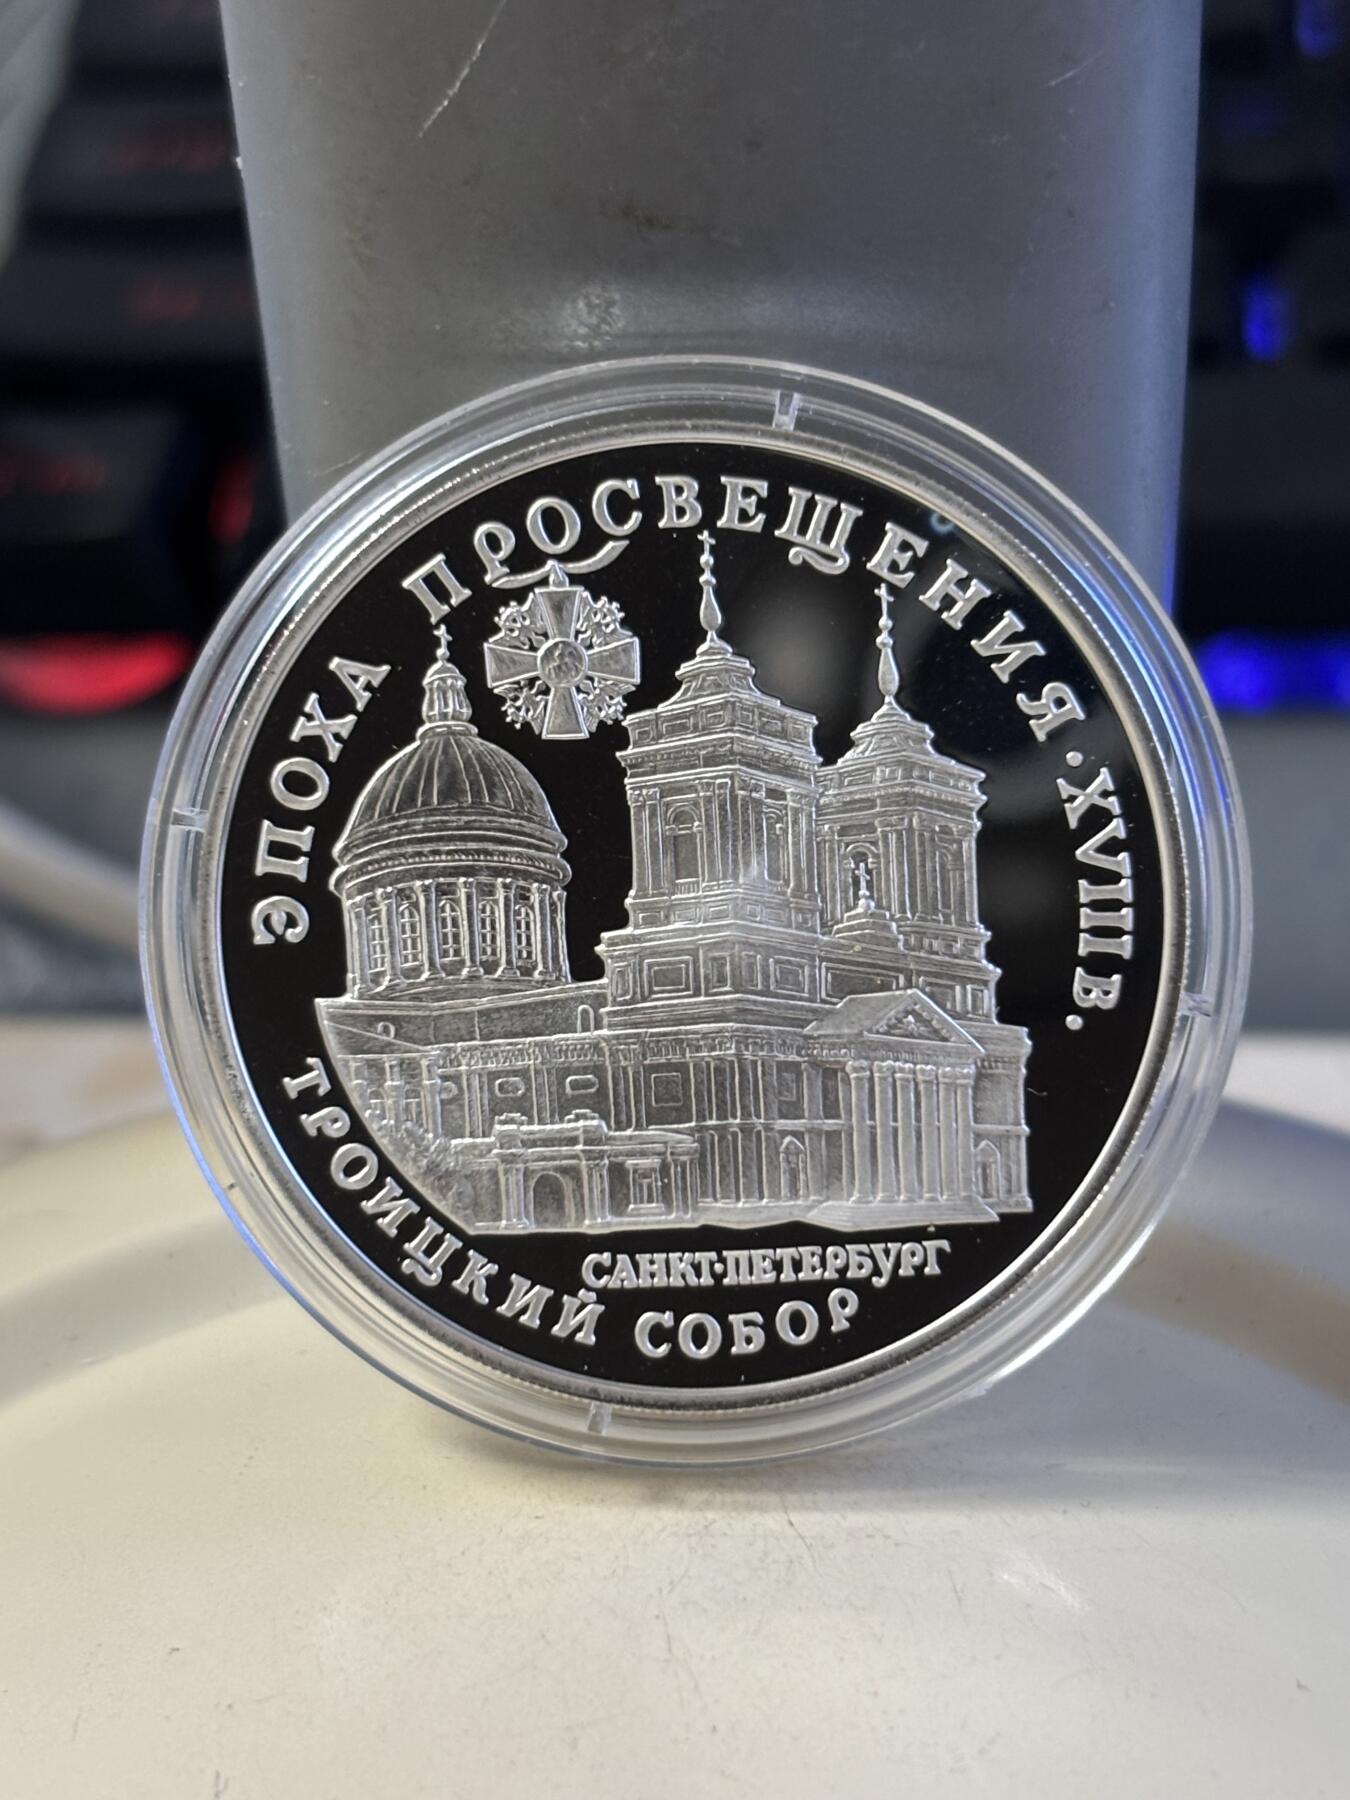 ЭПОХА ПРОСВЕЩЕНИЯ · XVIII В.
САНКТ-ПЕТЕРБУРГ
ТРОИЦКИЙ СОБОР